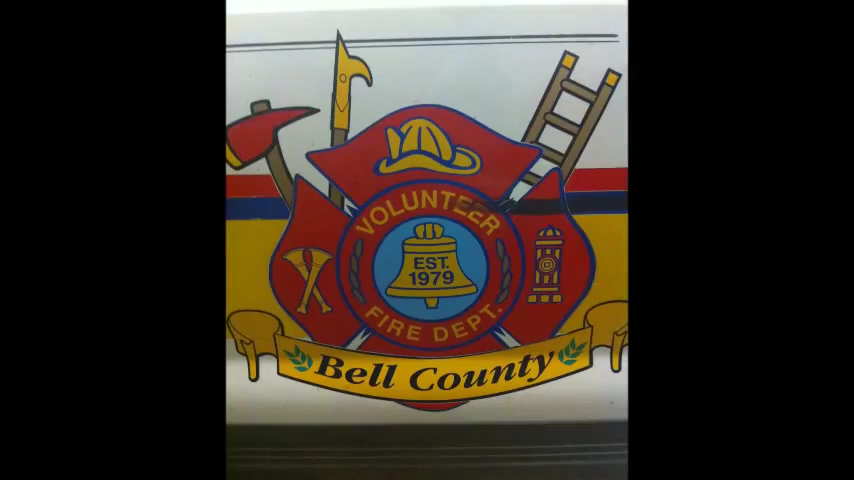 VOLUNTEER
EST.
1979
FIRE DEPT.
Bell County